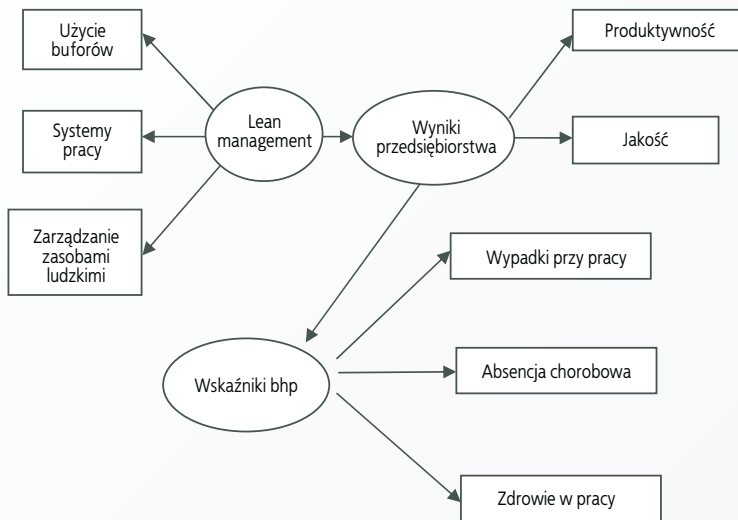 Użycie
buforów
Produktywność
Systemy
pracy
Lean
management
Wyniki
przedsiębiorstwa
Jakość
Zarządzanie
zasobami
ludzkimi
Wypadki przy pracy
Wskaźniki bhp
Absencja chorobowa
Zdrowie w pracy